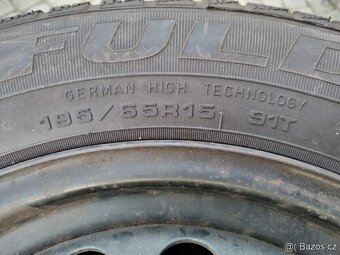 FULD
GERMAN HIGH TECHNOLOGY
195/65R15 91T
© Bazos.cz